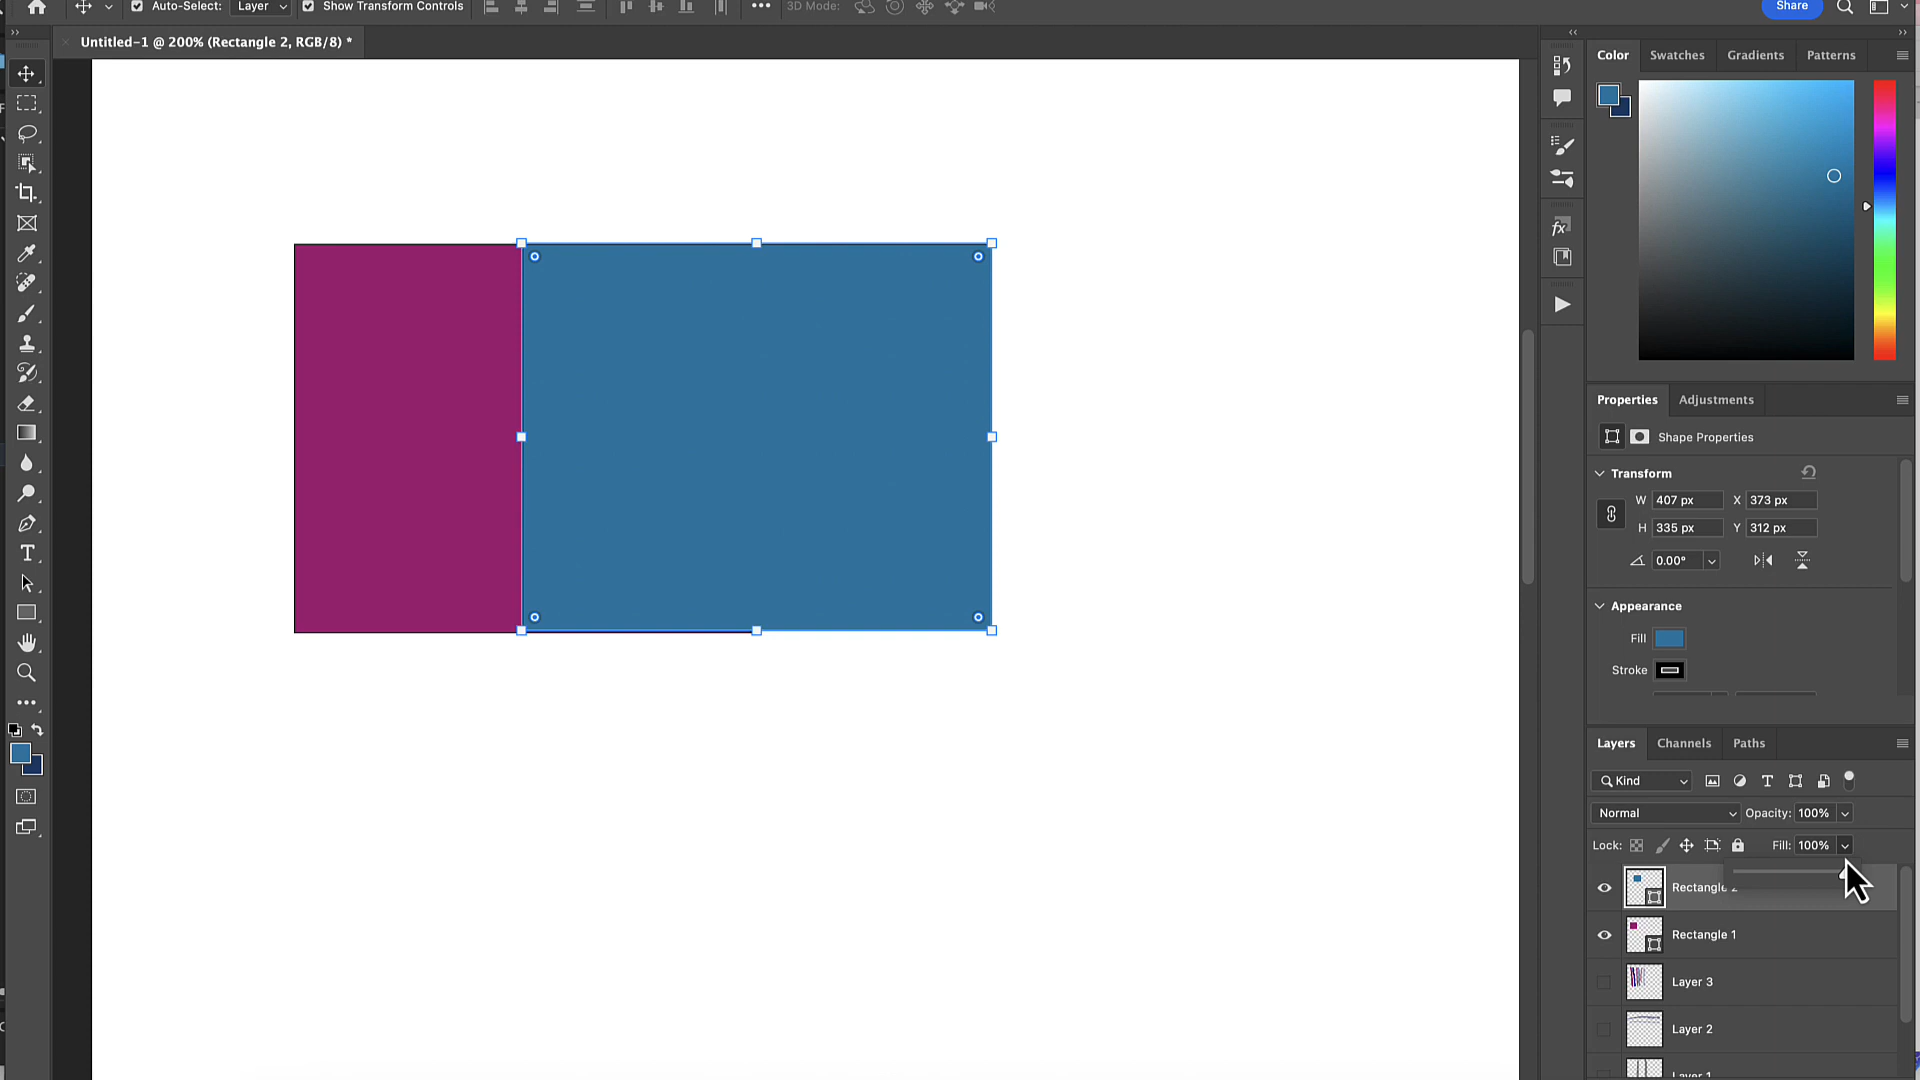 Auto-Select: Layer Show Transform Controls 3D Mode: Share
Untitled-1 @ 200% (Rectangle 2, RGB/8) *
Color Swatches Gradients Patterns
Properties Adjustments
Shape Properties
Transform
W 407 px X 373 px
H 335 px Y 312 px
0.00°
Appearance
Fill
Stroke
Layers Channels Paths
Kind
Normal Opacity: 100%
Lock: Fill: 100%
Rectangle 2
Rectangle 1
Layer 3
Layer 2
Layer 1